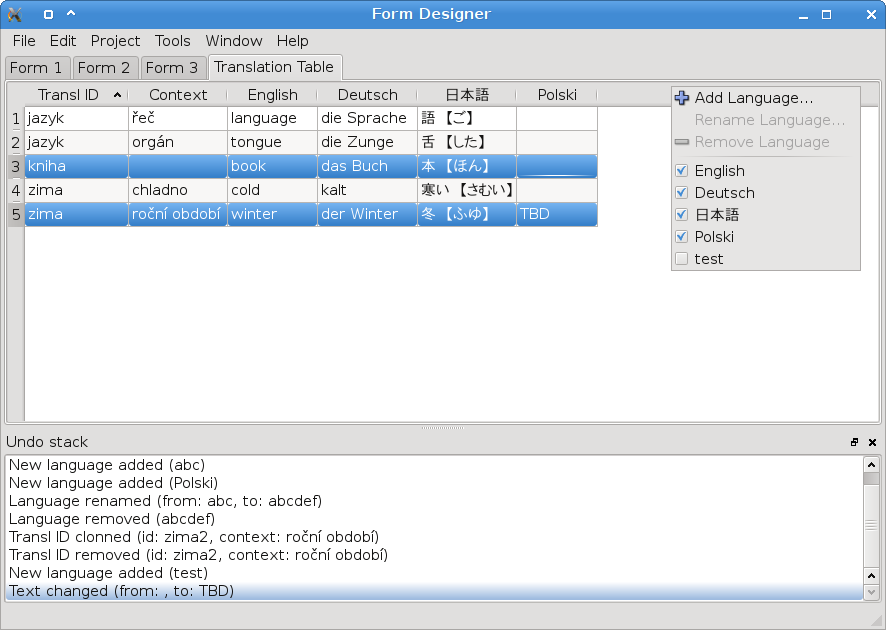 Form Designer
File Edit Project Tools Window Help
Form 1 Form 2 Form 3 Translation Table
Transl ID Context English Deutsch 日本語 Polski
1 jazyk řeč language die Sprache 語 【ご】
2 jazyk orgán tongue die Zunge 舌 【した】
3 kniha book das Buch 本 【ほん】
4 zima chladno cold kalt 寒い 【さむい】
5 zima roční období winter der Winter 冬 【ふゆ】 TBD
Add Language...
Rename Language...
Remove Language
English
Deutsch
日本語
Polski
test
Undo stack
New language added (abc)
New language added (Polski)
Language renamed (from: abc, to: abcdef)
Language removed (abcdef)
Transl ID clonned (id: zima2, context: roční období)
Transl ID removed (id: zima2, context: roční období)
New language added (test)
Text changed (from: , to: TBD)